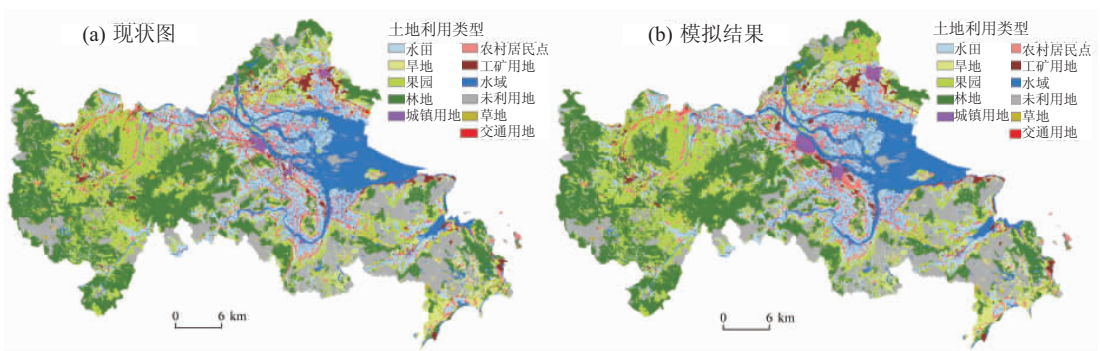 (a) 现状图
土地利用类型
水田 农村居民点
旱地 工矿用地
果园 水域
林地 未利用地
城镇用地 草地
交通用地
0 6 km
(b) 模拟结果
土地利用类型
水田 农村居民点
旱地 工矿用地
果园 水域
林地 未利用地
城镇用地 草地
交通用地
0 6 km